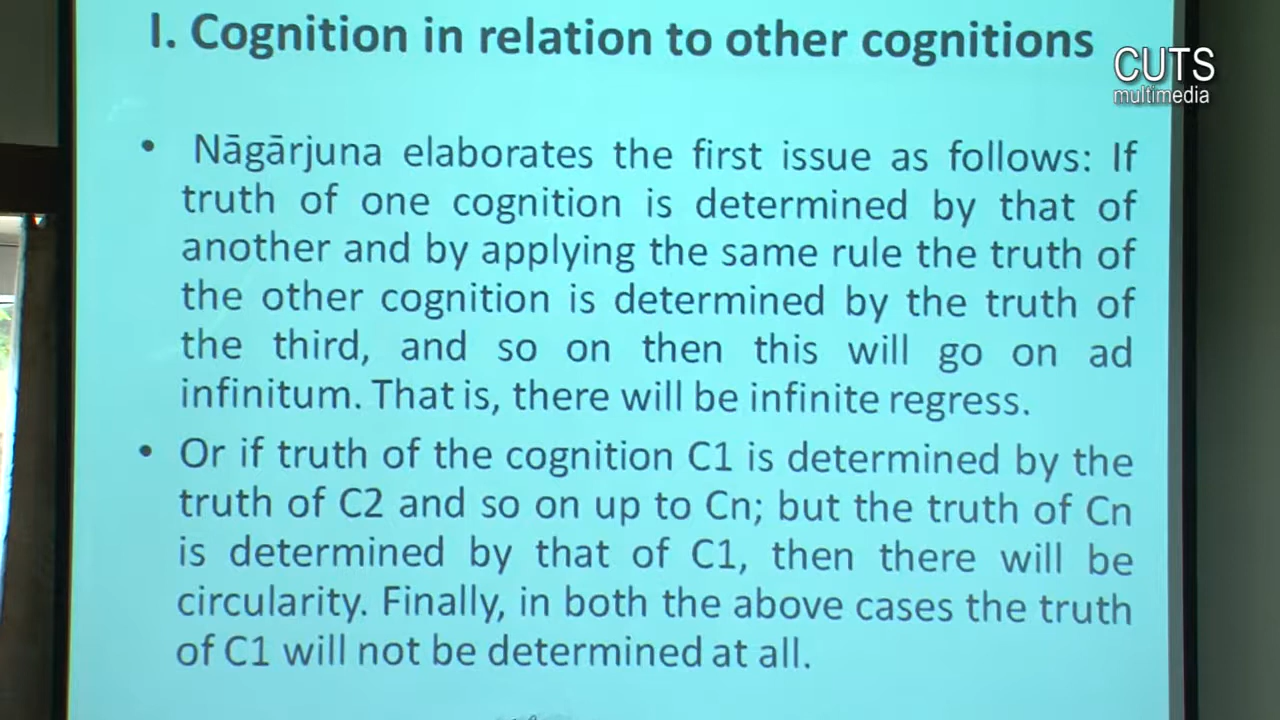 I. Cognition in relation to other cognitions
CUTS
multimedia
• Nāgārjuna elaborates the first issue as follows: If
truth of one cognition is determined by that of
another and by applying the same rule the truth of
the other cognition is determined by the truth of
the third, and so on then this will go on ad
infinitum. That is, there will be infinite regress.
• Or if truth of the cognition C1 is determined by the
truth of C2 and so on up to Cn; but the truth of Cn
is determined by that of C1, then there will be
circularity. Finally, in both the above cases the truth
of C1 will not be determined at all.